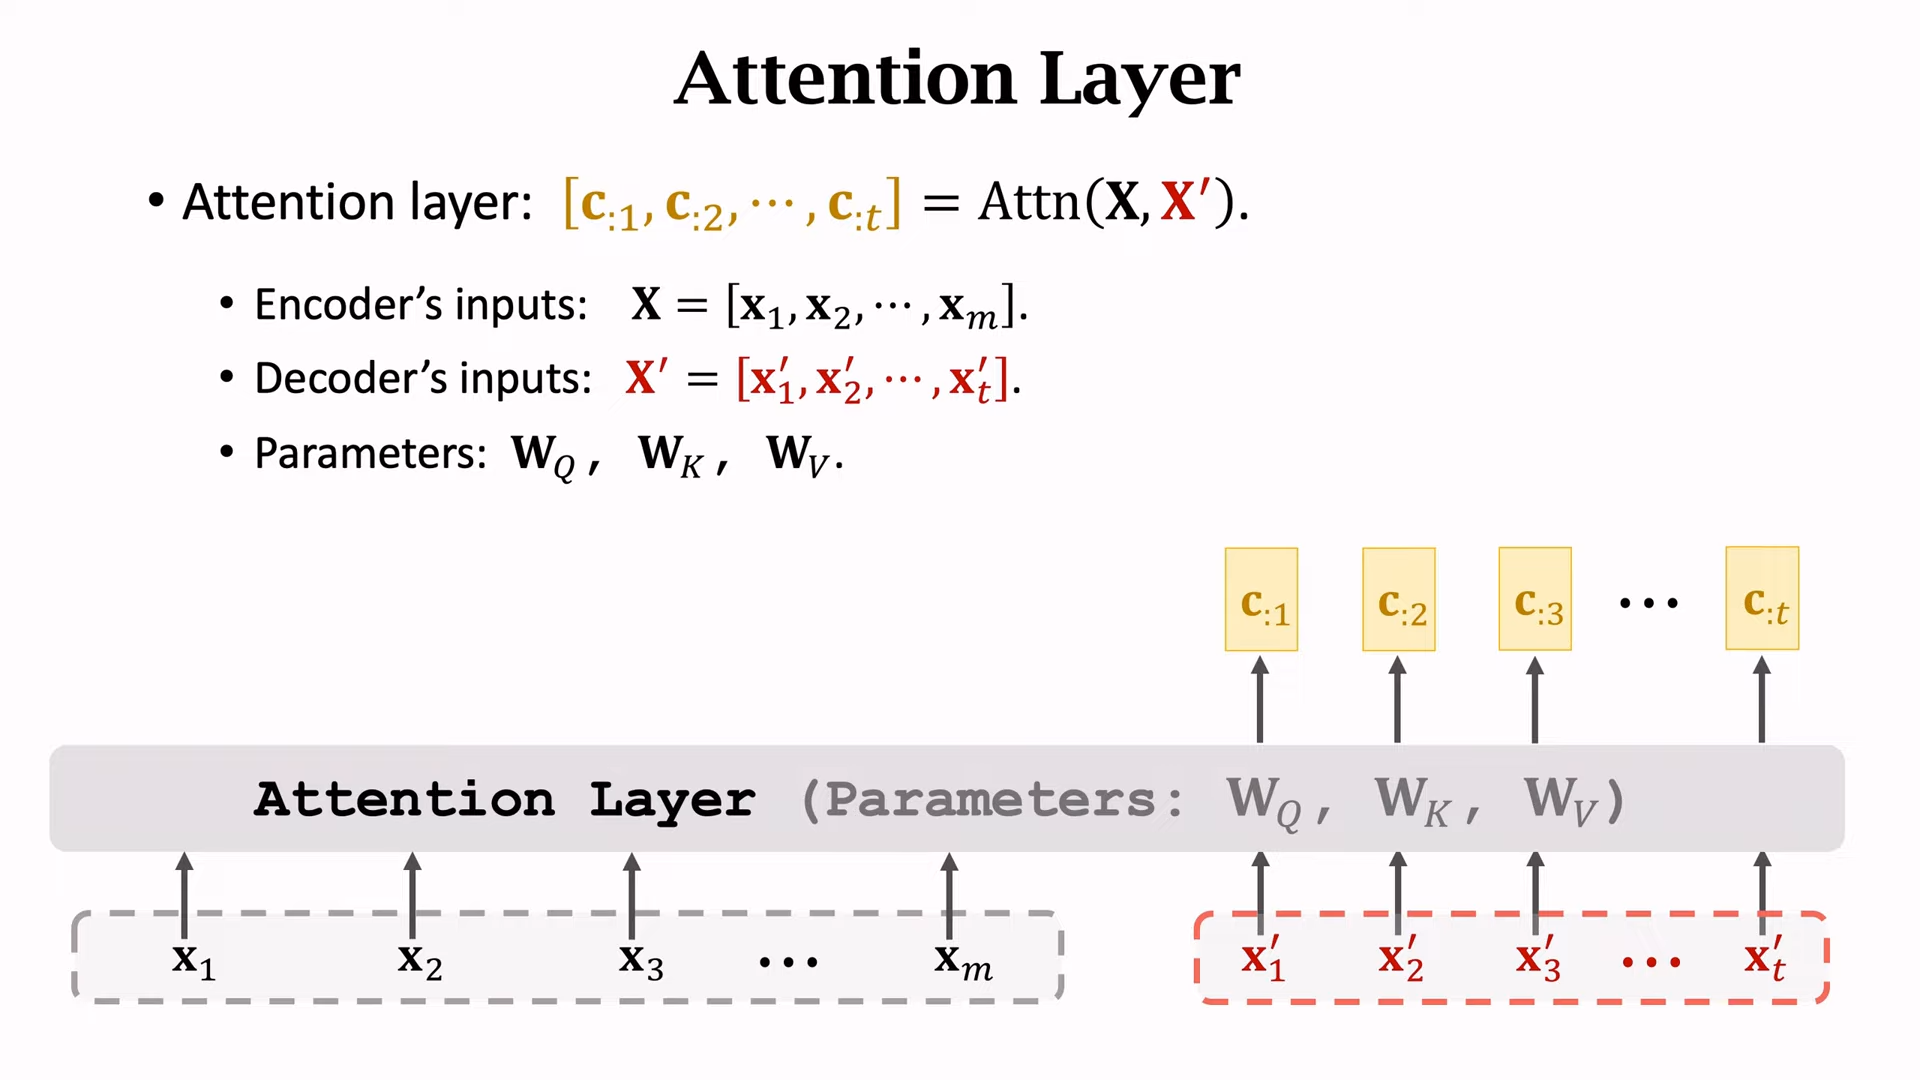 Attention Layer
• Attention layer: [c:1, c:2, ⋯, c:t] = Attn(X, X′).
• Encoder’s inputs: X = [x1, x2, ⋯, xm].
• Decoder’s inputs: X′ = [x′1, x′2, ⋯, x′t].
• Parameters: WQ, WK, WV.
c:1 c:2 c:3 ⋯ c:t
Attention Layer (Parameters: WQ, WK, WV)
x1 x2 x3 ⋯ xm x′1 x′2 x′3 ⋯ x′t